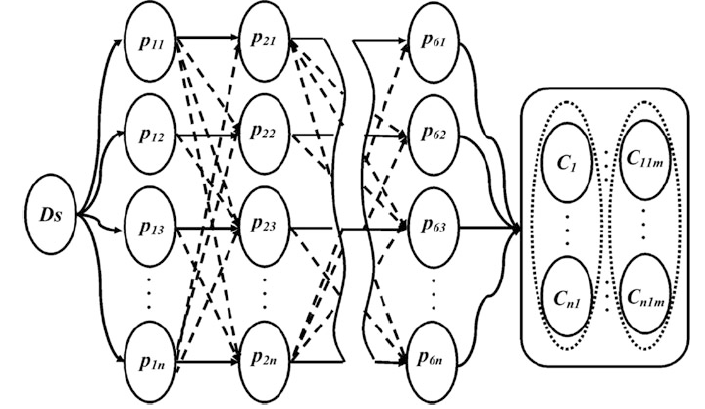 p11 p21 p61
p12 p22 p62 C1 C11m
Ds p13 p23 p63
p1n p2n p6n Cn1 Cn1m